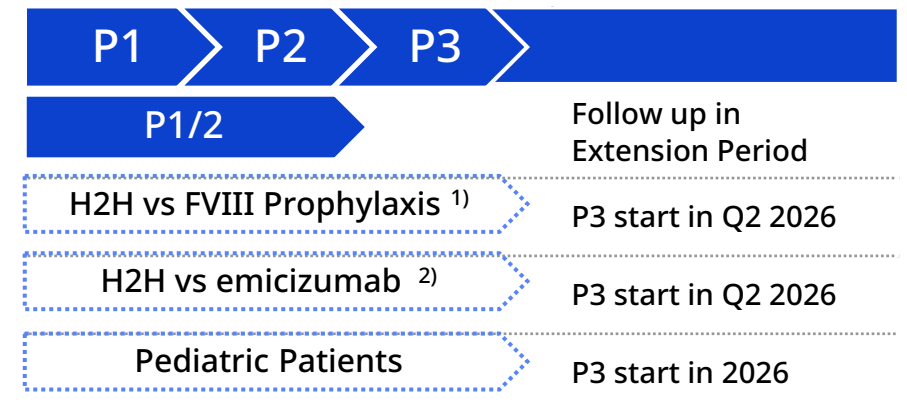 P1 P2 P3
P1/2
Follow up in
Extension Period
H2H vs FVIII Prophylaxis 1)
P3 start in Q2 2026
H2H vs emicizumab 2)
P3 start in Q2 2026
Pediatric Patients
P3 start in 2026